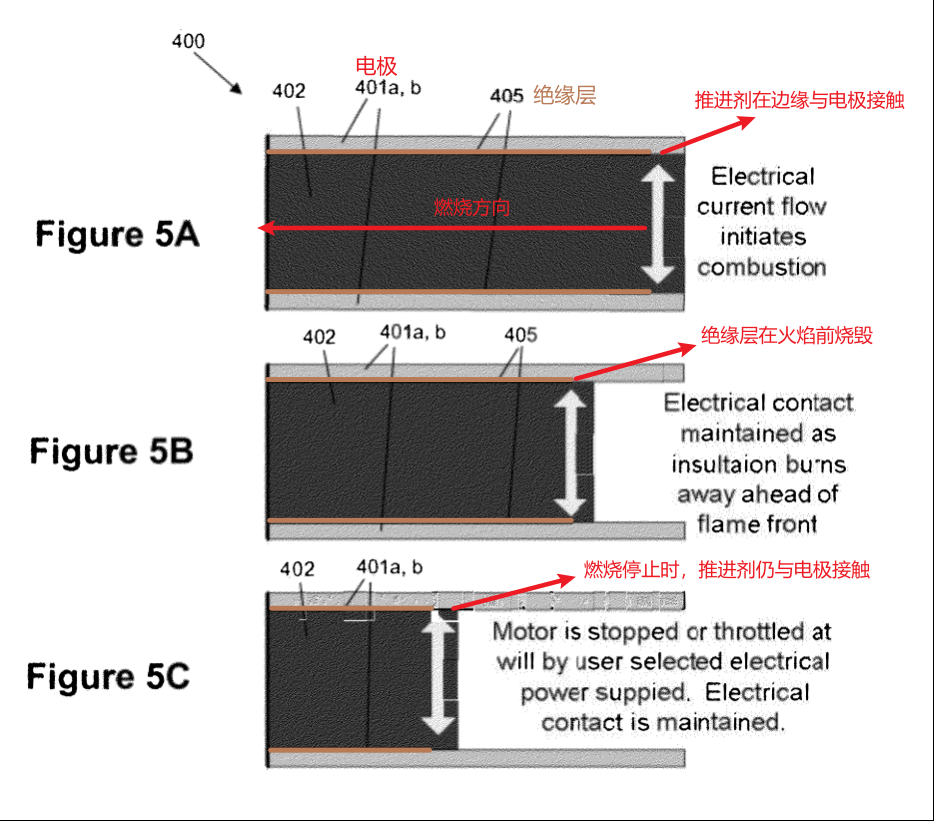 400
402
电极
401a, b
405
绝缘层
推进剂在边缘与电极接触
Figure 5A
燃烧方向
Electrical
current flow
initiates
combustion
402
401a, b
405
绝缘层在火焰前烧毁
Figure 5B
Electrical contact
maintained as
insultaion burns
away ahead of
flame front
402
401a, b
燃烧停止时，推进剂仍与电极接触
Figure 5C
Motor is stopped or throttled at
will by user selected electrical
power suppied. Electrical
contact is maintained.